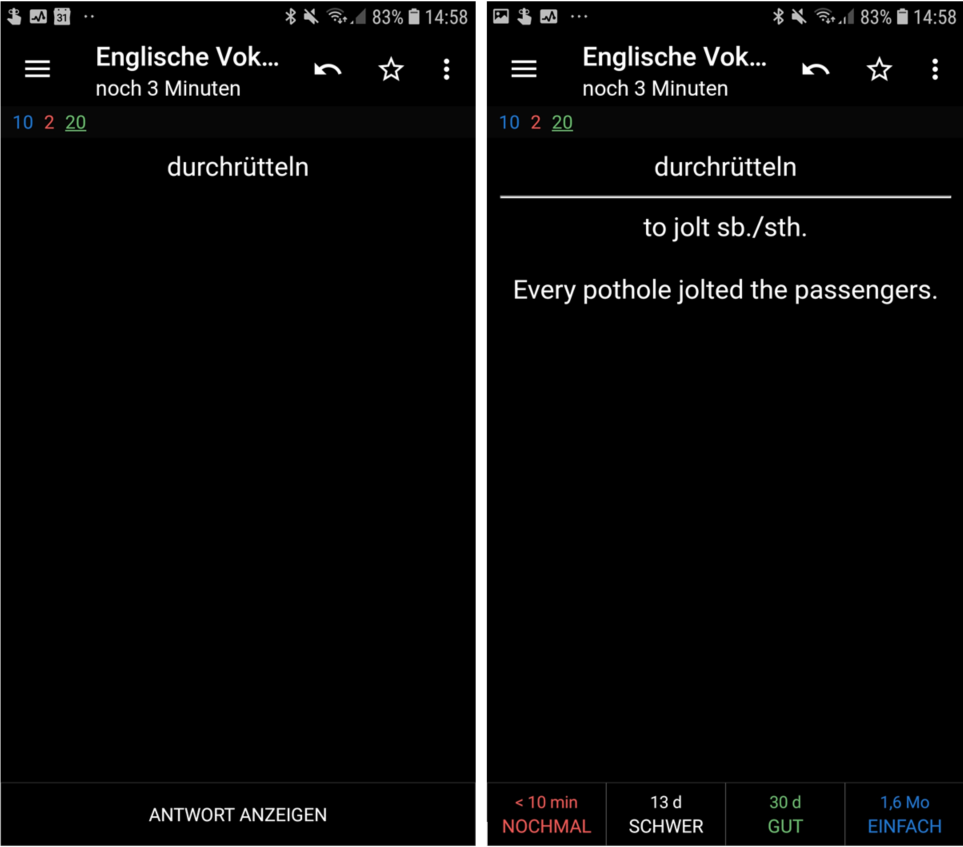 31
83% 14:58
Englische Vok...
noch 3 Minuten
10 2 20
durchrütteln
ANTWORT ANZEIGEN
83% 14:58
Englische Vok...
noch 3 Minuten
10 2 20
durchrütteln
to jolt sb./sth.
Every pothole jolted the passengers.
< 10 min 13 d 30 d 1,6 Mo
NOCHMAL SCHWER GUT EINFACH